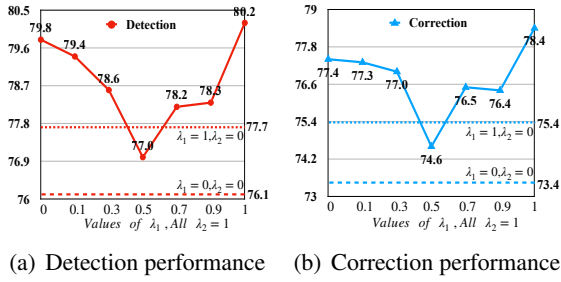 80.5
79.6
78.7
77.8
76.9
76
Detection
79.8
79.4
78.6
77.0
78.2
78.3
80.2
λ1 = 1,λ2 = 0
77.7
λ1 = 0,λ2 = 0
76.1
0 0.1 0.3 0.5 0.7 0.9 1
Values of λ1 , All λ2 = 1
(a) Detection performance
79
77.8
76.6
75.4
74.2
73
Correction
77.4
77.3
77.0
74.6
76.5
76.4
78.4
λ1 = 1,λ2 = 0
75.4
λ1 = 0,λ2 = 0
73.4
0 0.1 0.3 0.5 0.7 0.9 1
Values of λ1 , All λ2 = 1
(b) Correction performance